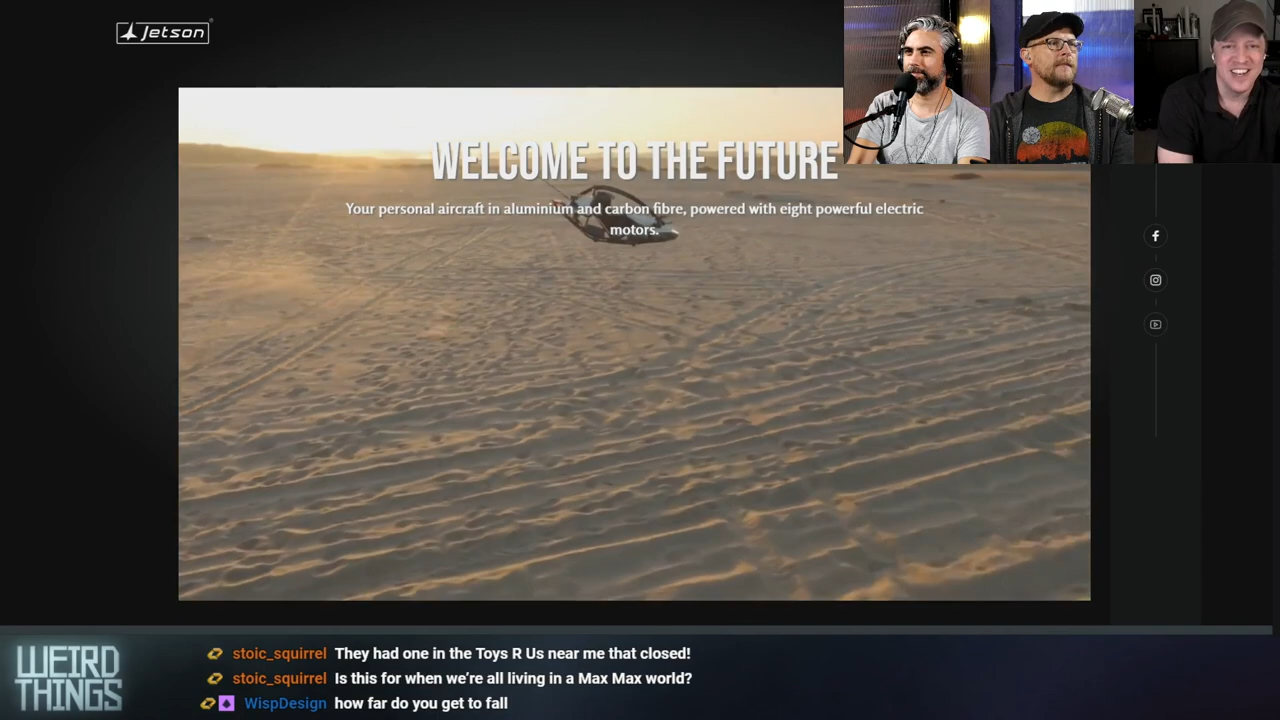 Jetson
WELCOME TO THE FUTURE
Your personal aircraft in aluminium and carbon fibre, powered with eight powerful electric
motors.
WEIRD
THINGS
stoic_squirrel They had one in the Toys R Us near me that closed!
stoic_squirrel Is this for when we're all living in a Max Max world?
WispDesign how far do you get to fall